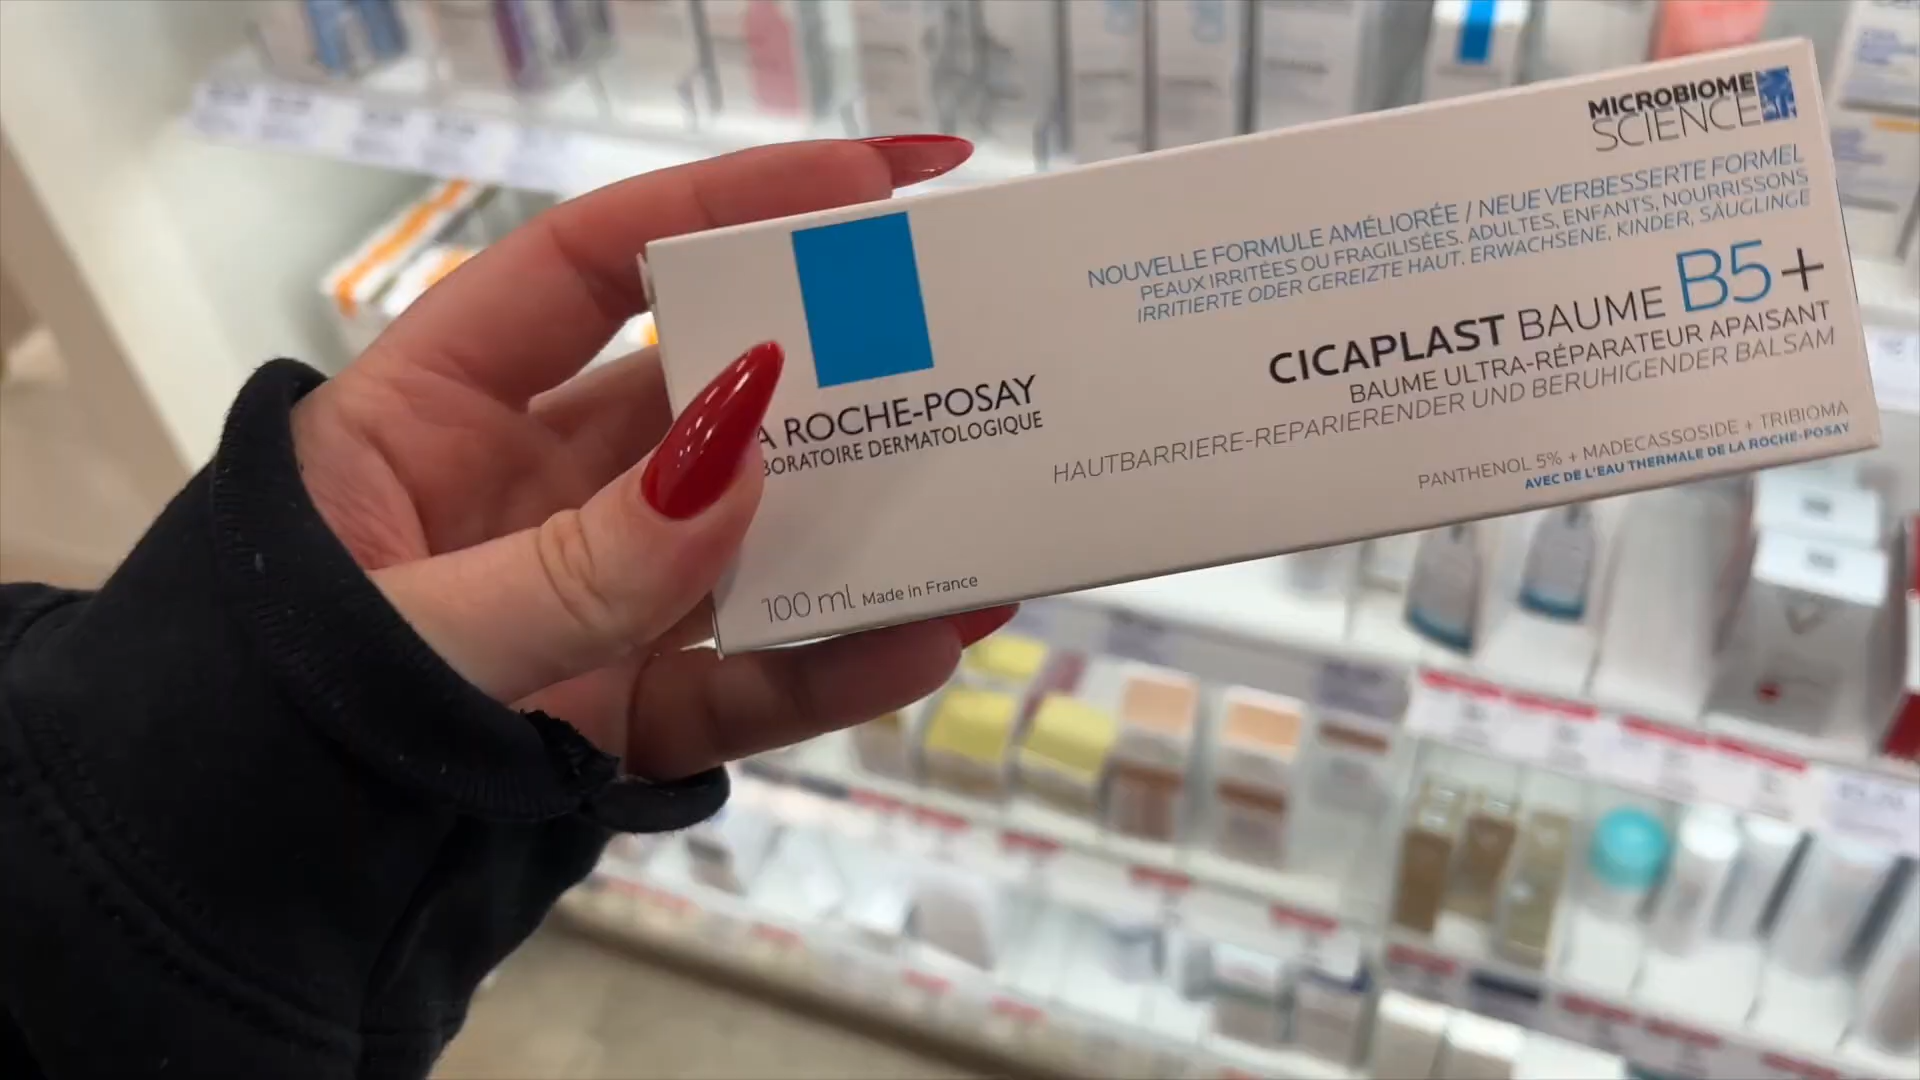 MICROBIOME
SCIENCE
NOUVELLE FORMULE AMÉLIORÉE / NEUE VERBESSERTE FORMEL
PEAUX IRRITÉES OU FRAGILISÉES. ADULTES, ENFANTS, NOURRISSONS
IRRITIERTE ODER GEREIZTE HAUT. ERWACHSENE, KINDER, SÄUGLINGE
CICAPLAST BAUME B5+
BAUME ULTRA-RÉPARATEUR APAISANT
HAUTBARRIERE-REPARIERENDER UND BERUHIGENDER BALSAM
PANTHENOL 5% + MADECASSOSIDE + TRIBIOMA
AVEC DE L'EAU THERMALE DE LA ROCHE-POSAY
A ROCHE-POSAY
BORATOIRE DERMATOLOGIQUE
100 ml Made in France